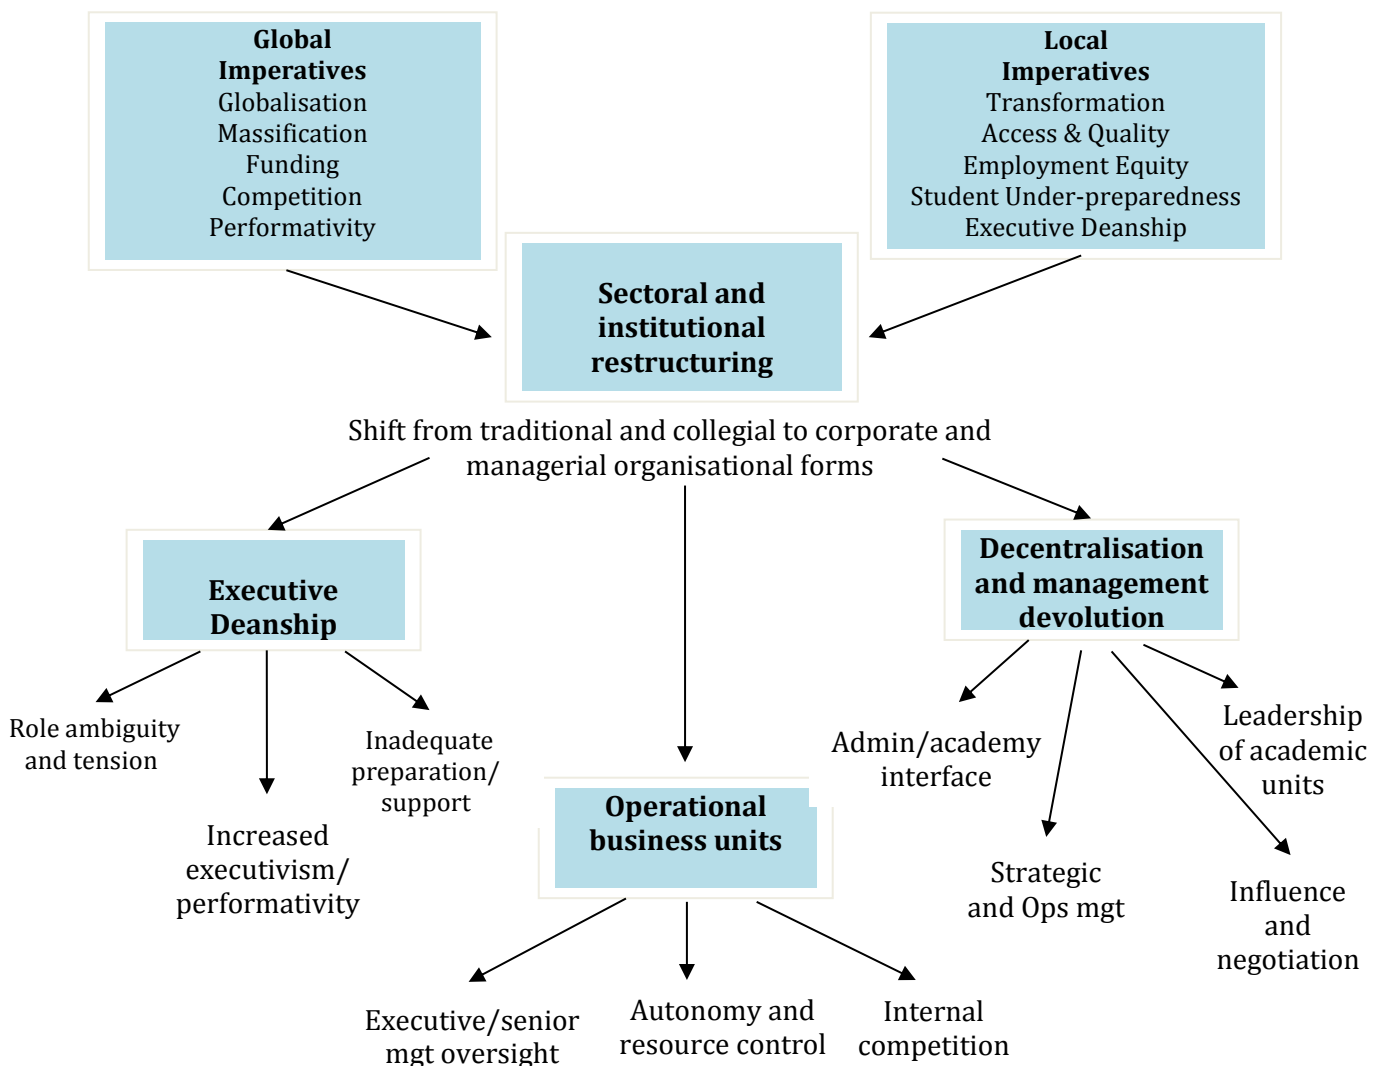 Global
Imperatives
Globalisation
Massification
Funding
Competition
Performativity
Local
Imperatives
Transformation
Access & Quality
Employment Equity
Student Under-preparedness
Executive Deanship
Sectoral and
institutional
restructuring
Shift from traditional and collegial to corporate and
managerial organisational forms
Executive
Deanship
Decentralisation
and management
devolution
Role ambiguity
and tension
Increased
executivism/
performativity
Inadequate
preparation/
support
Operational
business units
Admin/academy
interface
Strategic
and Ops mgt
Influence
and
negotiation
Leadership
of academic
units
Executive/senior
mgt oversight
Autonomy and
resource control
Internal
competition